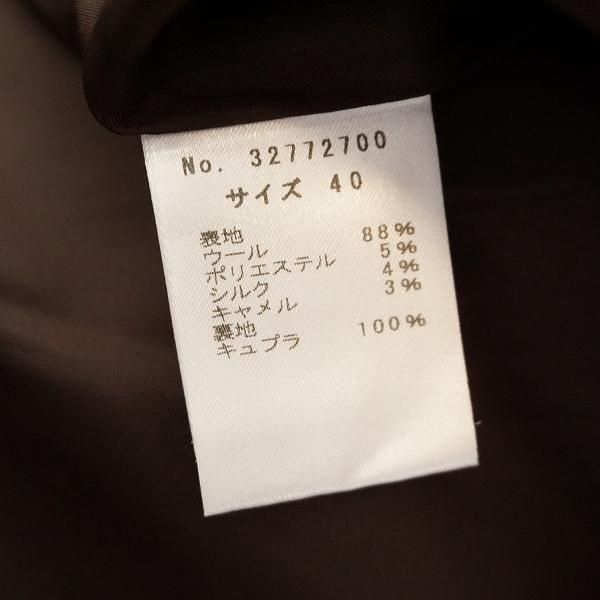 No. 32772700
サイズ 40
表地
ウール 88%
ポリエステル 5%
シルク 4%
キャメル 3%
裏地
キュプラ 100%